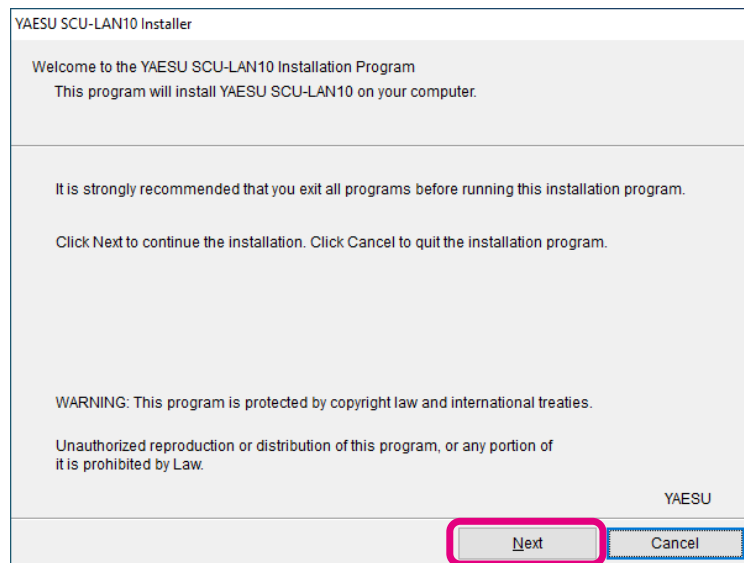 YAESU SCU-LAN10 Installer
Welcome to the YAESU SCU-LAN10 Installation Program
This program will install YAESU SCU-LAN10 on your computer.
It is strongly recommended that you exit all programs before running this installation program.
Click Next to continue the installation. Click Cancel to quit the installation program.
WARNING: This program is protected by copyright law and international treaties.
Unauthorized reproduction or distribution of this program, or any portion of
it is prohibited by Law.
YAESU
Next
Cancel